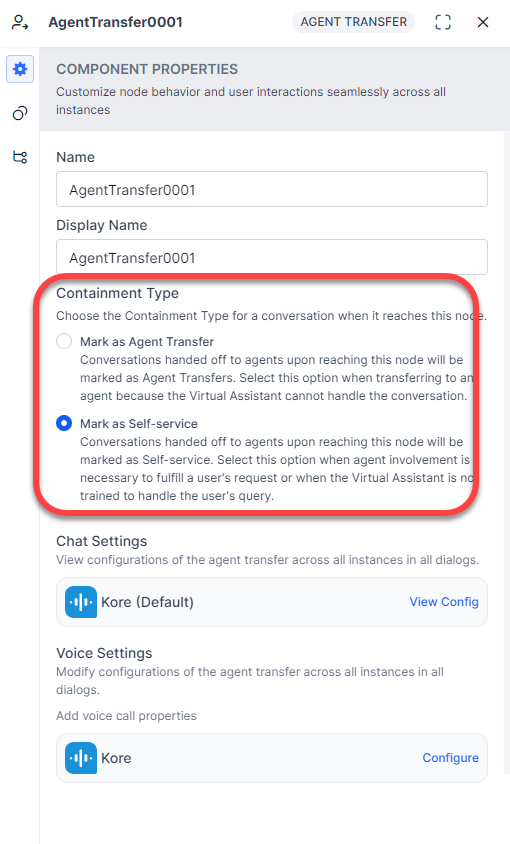 AgentTransfer0001
AGENT TRANSFER
COMPONENT PROPERTIES
Customize node behavior and user interactions seamlessly across all
instances
Name
AgentTransfer0001
Display Name
AgentTransfer0001
Containment Type
Choose the Containment Type for a conversation when it reaches this node.
Mark as Agent Transfer
Conversations handed off to agents upon reaching this node will be
marked as Agent Transfers. Select this option when transferring to an
agent because the Virtual Assistant cannot handle the conversation.
Mark as Self-service
Conversations handed off to agents upon reaching this node will be
marked as Self-service. Select this option when agent involvement is
necessary to fulfill a user's request or when the Virtual Assistant is no
trained to handle the user's query.
Chat Settings
View configurations of the agent transfer across all instances in all dialogs.
Kore (Default)
View Config
Voice Settings
Modify configurations of the agent transfer across all instances in all
dialogs.
Add voice call properties
Kore
Configure